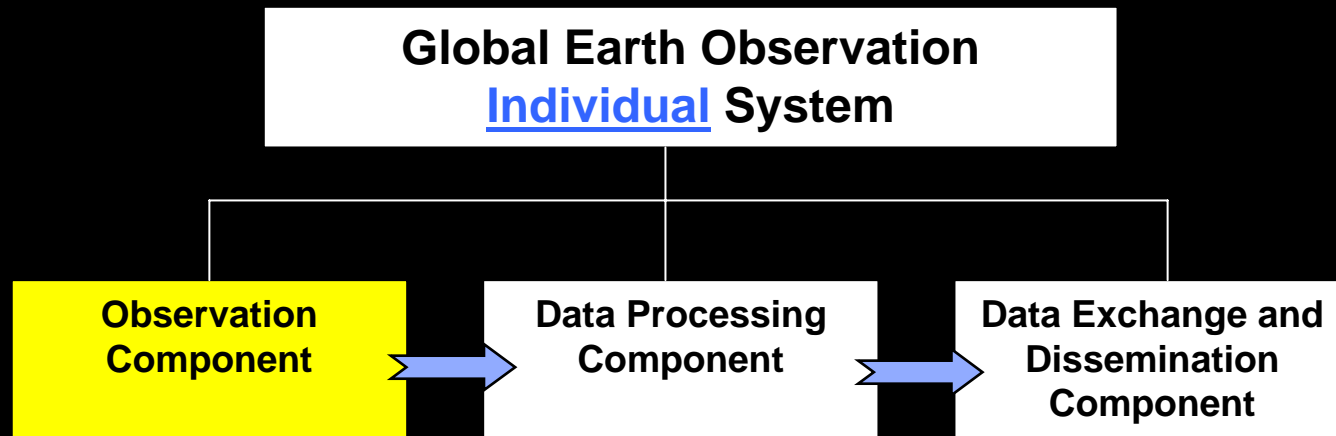 Global Earth Observation
Individual System
Observation
Component
Data Processing
Component
Data Exchange and
Dissemination
Component